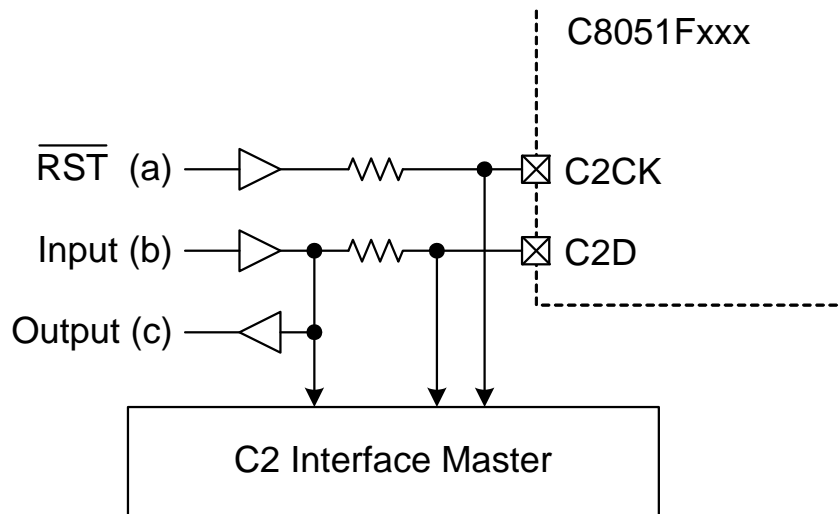 C8051Fxxx
RST (a)
C2CK
Input (b)
C2D
Output (c)
C2 Interface Master